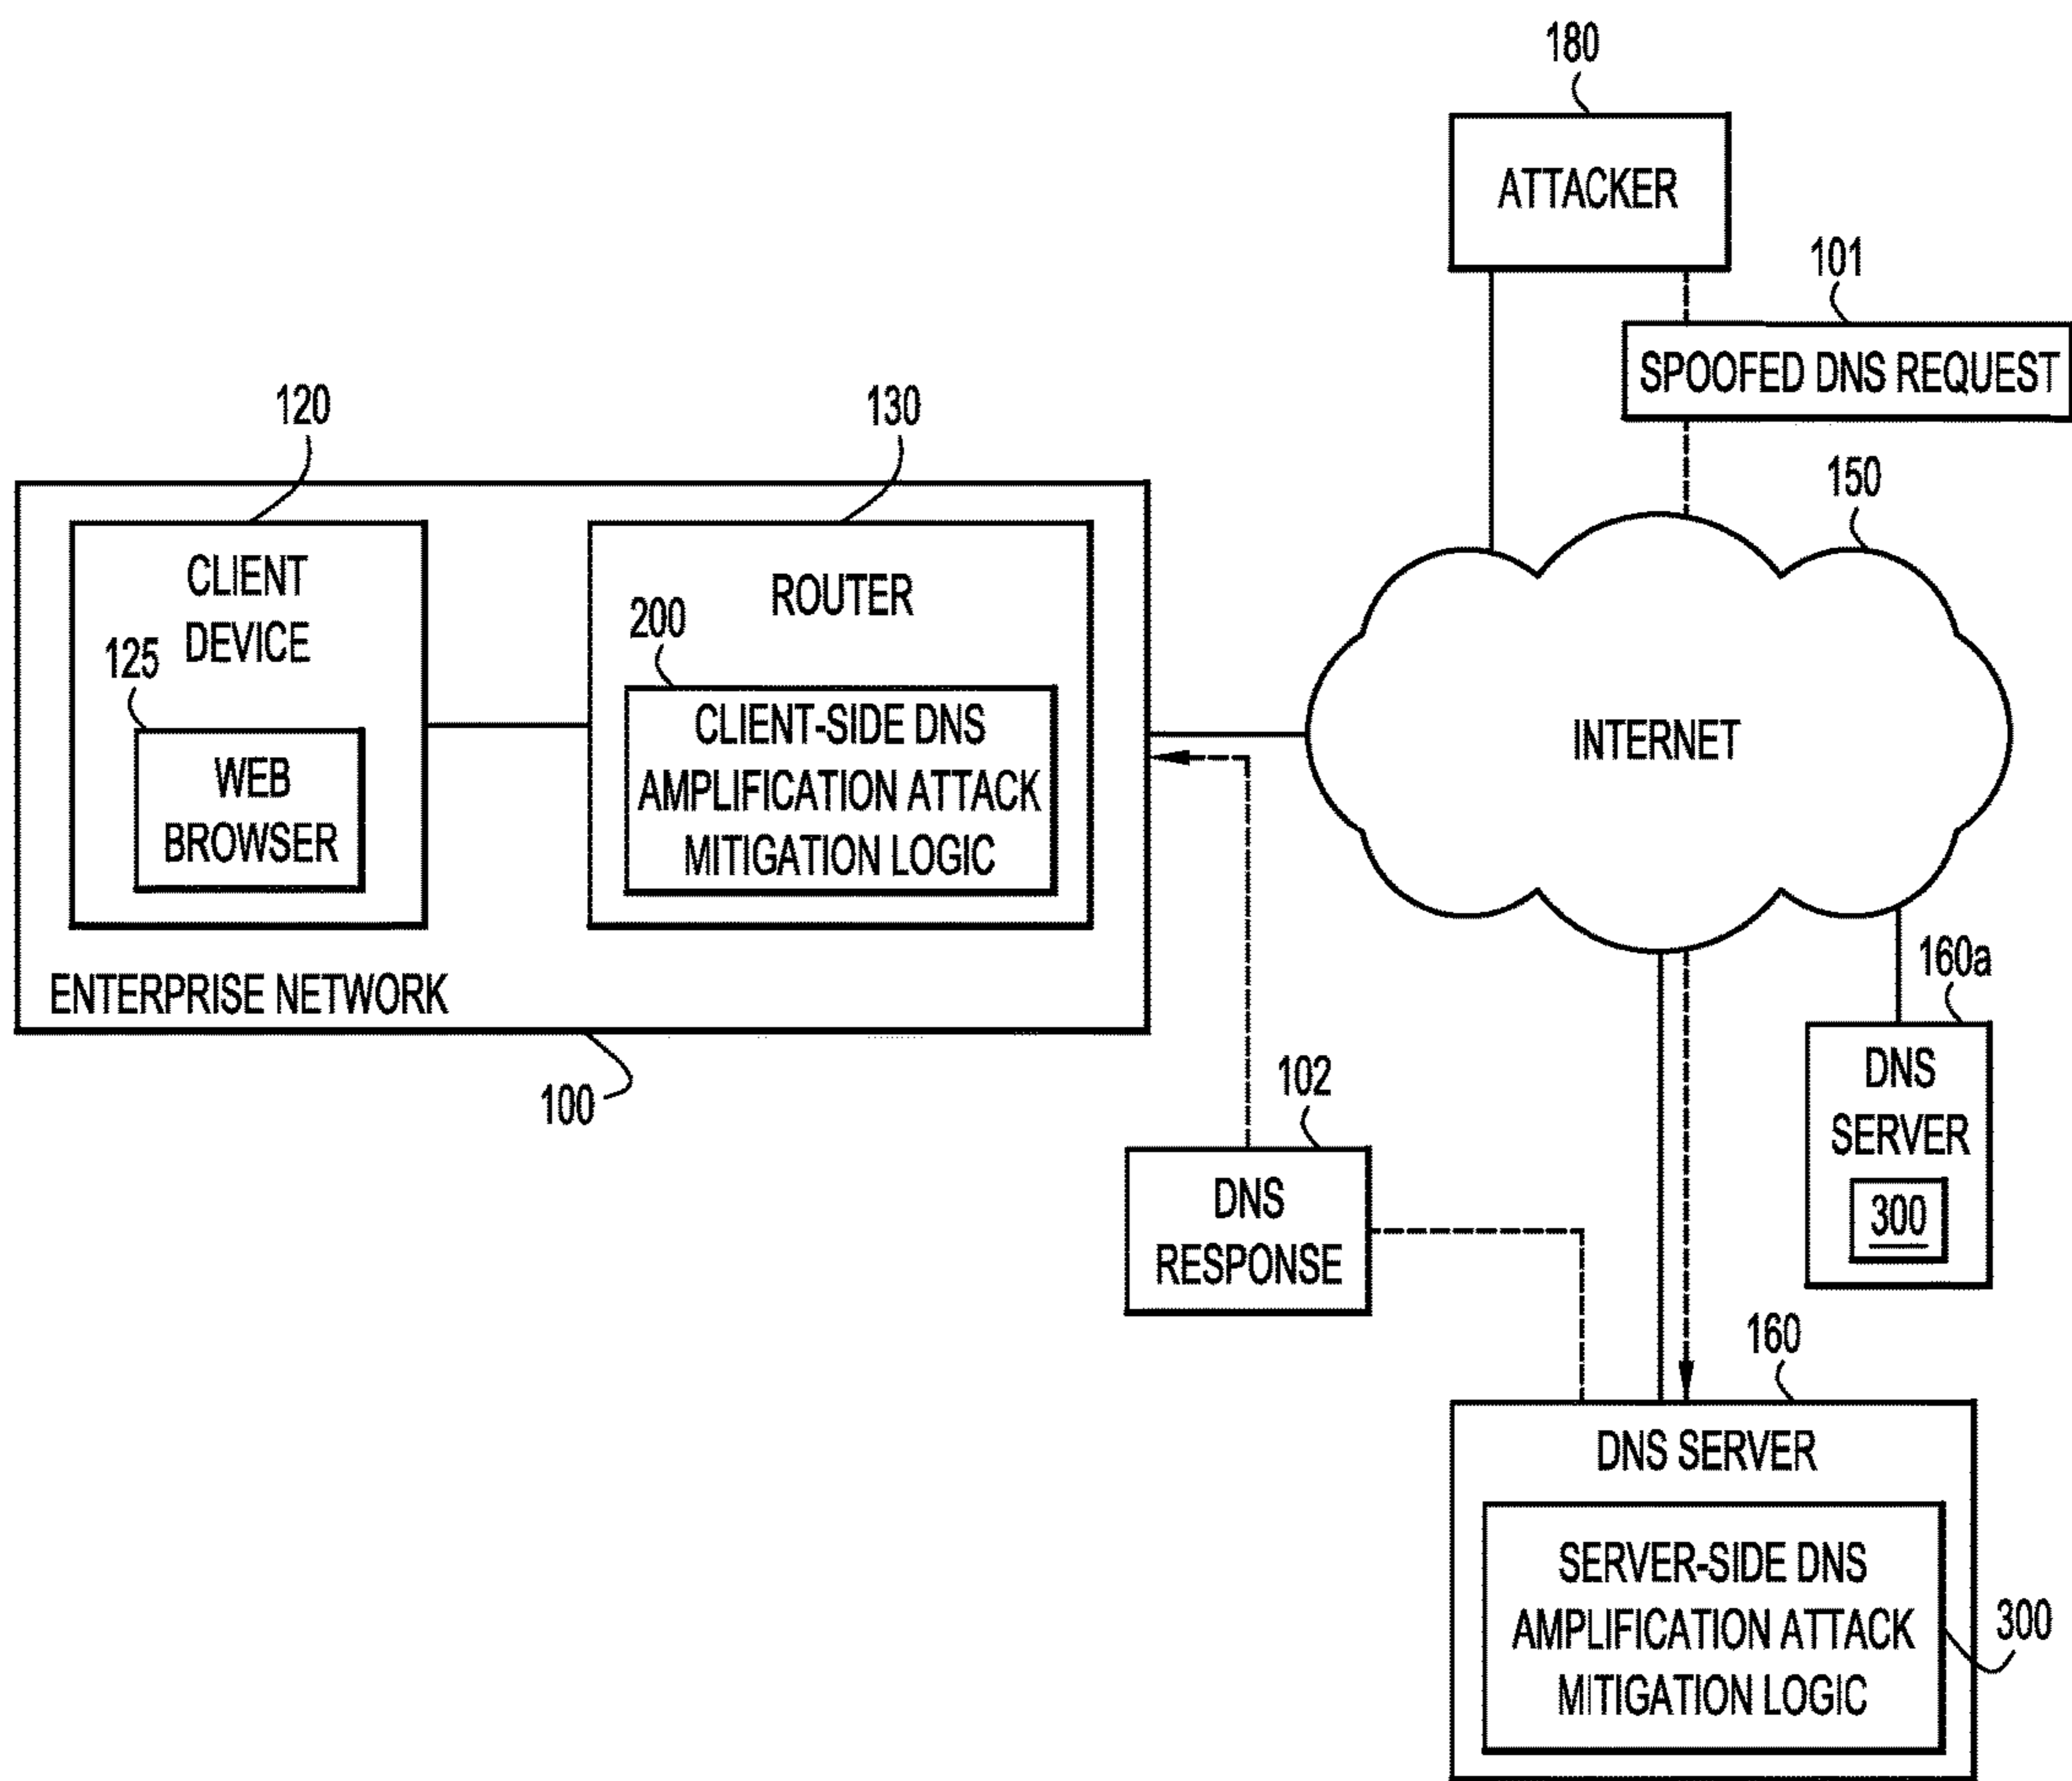 180
ATTACKER
101
SPOOFED DNS REQUEST
120
130
150
CLIENT
DEVICE
125
WEB
BROWSER
ROUTER
200
CLIENT-SIDE DNS
AMPLIFICATION ATTACK
MITIGATION LOGIC
INTERNET
ENTERPRISE NETWORK
100
160a
DNS
SERVER
300
102
DNS
RESPONSE
160
DNS SERVER
SERVER-SIDE DNS
AMPLIFICATION ATTACK
MITIGATION LOGIC
300